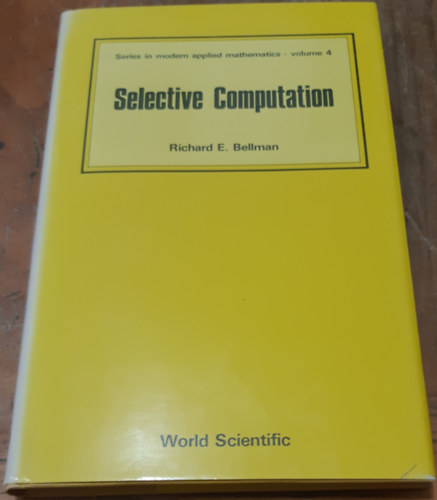 Series in modern applied mathematics - volume 4
Selective Computation
Richard E. Bellman
World Scientific